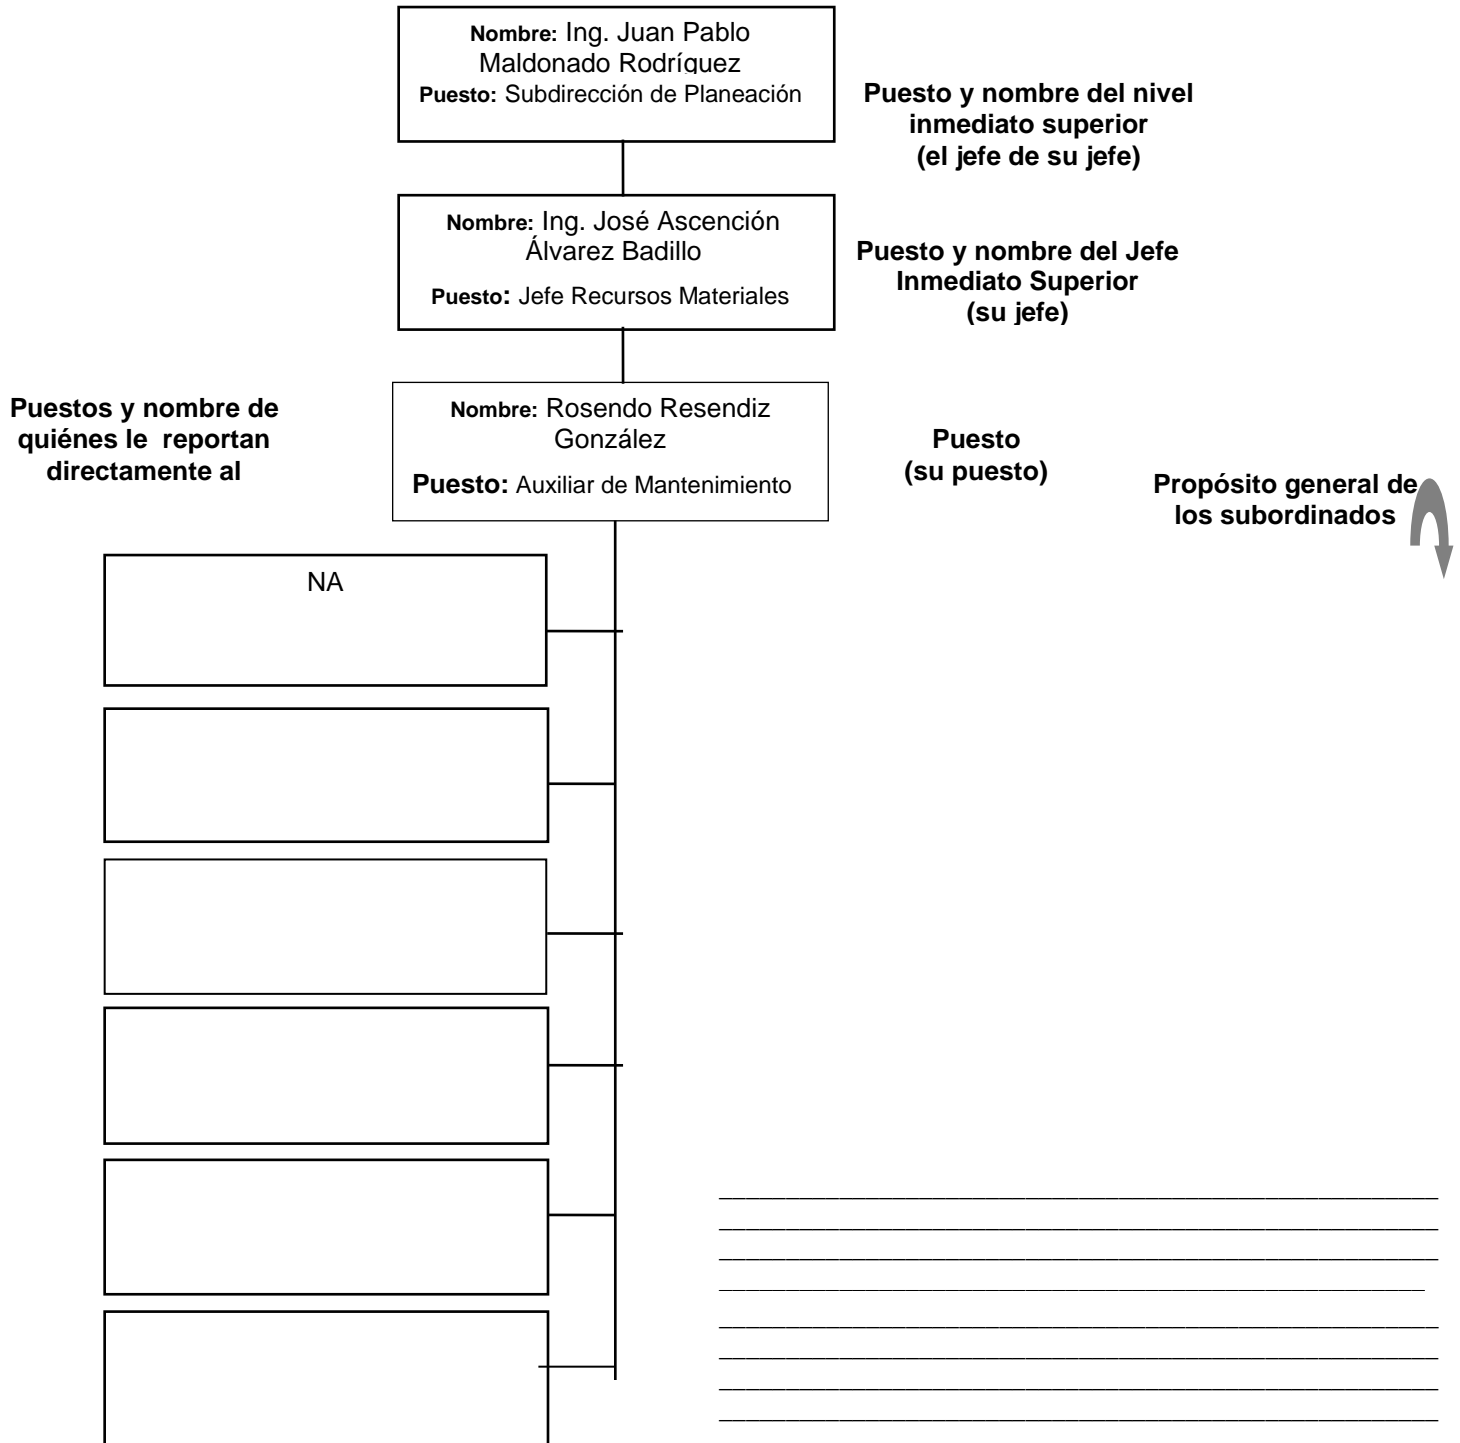 Nombre: Ing. Juan Pablo
Maldonado Rodríguez
Puesto: Subdirección de Planeación
Puesto y nombre del nivel
inmediato superior
(el jefe de su jefe)
Nombre: Ing. José Ascención
Álvarez Badillo
Puesto: Jefe Recursos Materiales
Puesto y nombre del Jefe
Inmediato Superior
(su jefe)
Puestos y nombre de
quiénes le reportan
directamente al
Nombre: Rosendo Resendiz
González
Puesto: Auxiliar de Mantenimiento
Puesto
(su puesto)
Propósito general de
los subordinados
NA